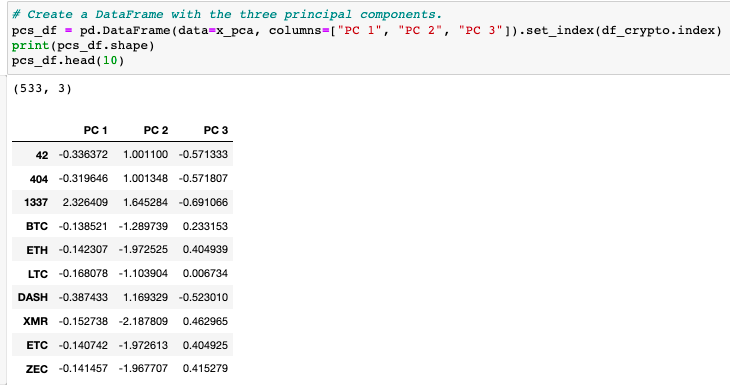 # Create a DataFrame with the three principal components.
pcs_df = pd.DataFrame(data=x_pca, columns=["PC 1", "PC 2", "PC 3"]).set_index(df_crypto.index)
print(pcs_df.shape)
pcs_df.head(10)
(533, 3)
PC 1 PC 2 PC 3
42 -0.336372 1.001100 -0.571333
404 -0.319646 1.001348 -0.571807
1337 2.326409 1.645284 -0.691066
BTC -0.138521 -1.289739 0.233153
ETH -0.142307 -1.972525 0.404939
LTC -0.168078 -1.103904 0.006734
DASH -0.387433 1.169329 -0.523010
XMR -0.152738 -2.187809 0.462965
ETC -0.140742 -1.972613 0.404925
ZEC -0.141457 -1.967707 0.415279